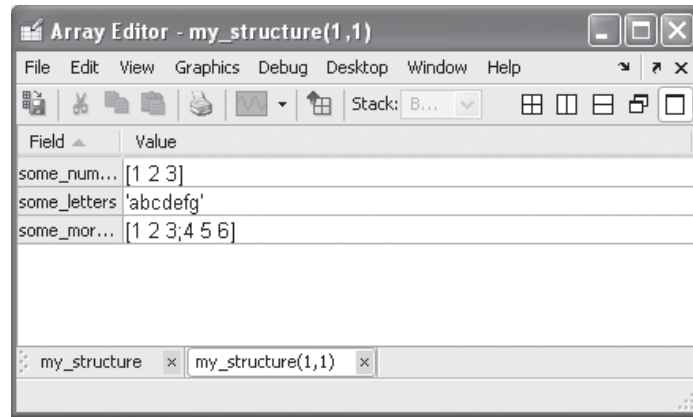 Array Editor - my_structure(1,1)
File Edit View Graphics Debug Desktop Window Help
Stack: B...
Field Value
some_num... [1 2 3]
some_letters 'abcdefg'
some_mor... [1 2 3;4 5 6]
my_structure my_structure(1,1)